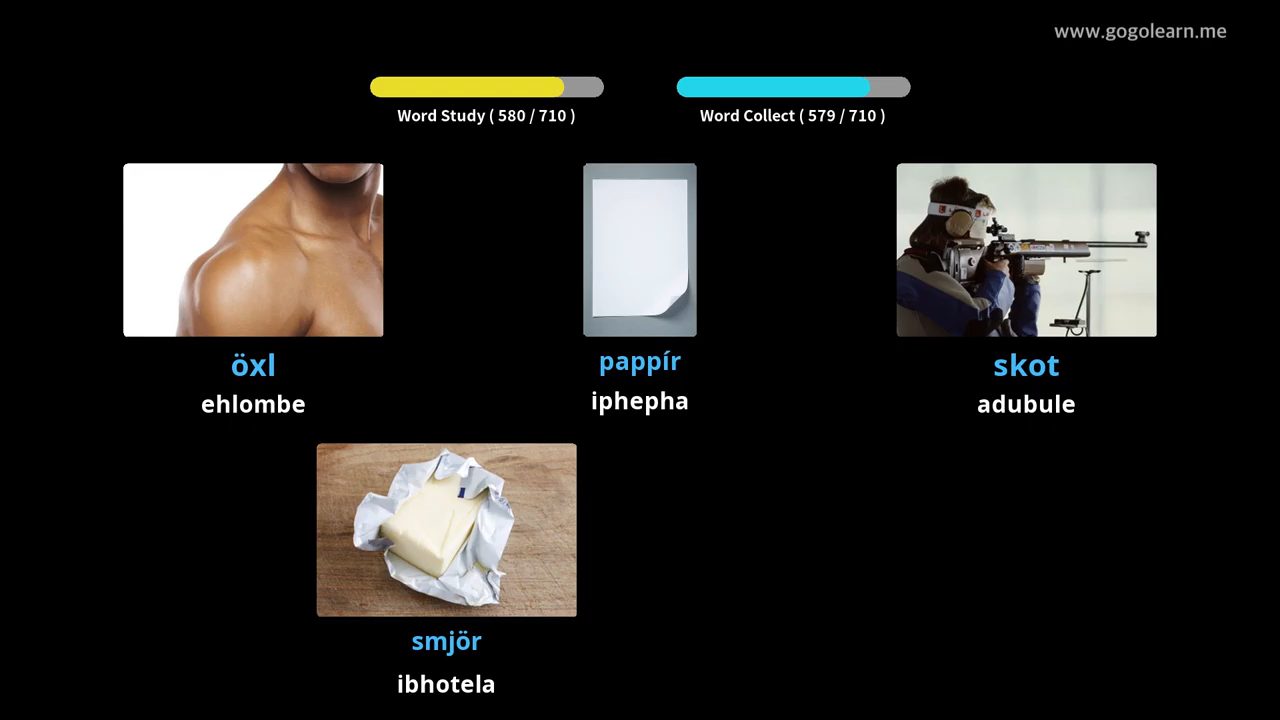 www.gogolearn.me
Word Study ( 580 / 710 )
Word Collect ( 579 / 710 )
öxl
pappír
skot
ehlombe
iphepha
adubule
smjör
ibhotela